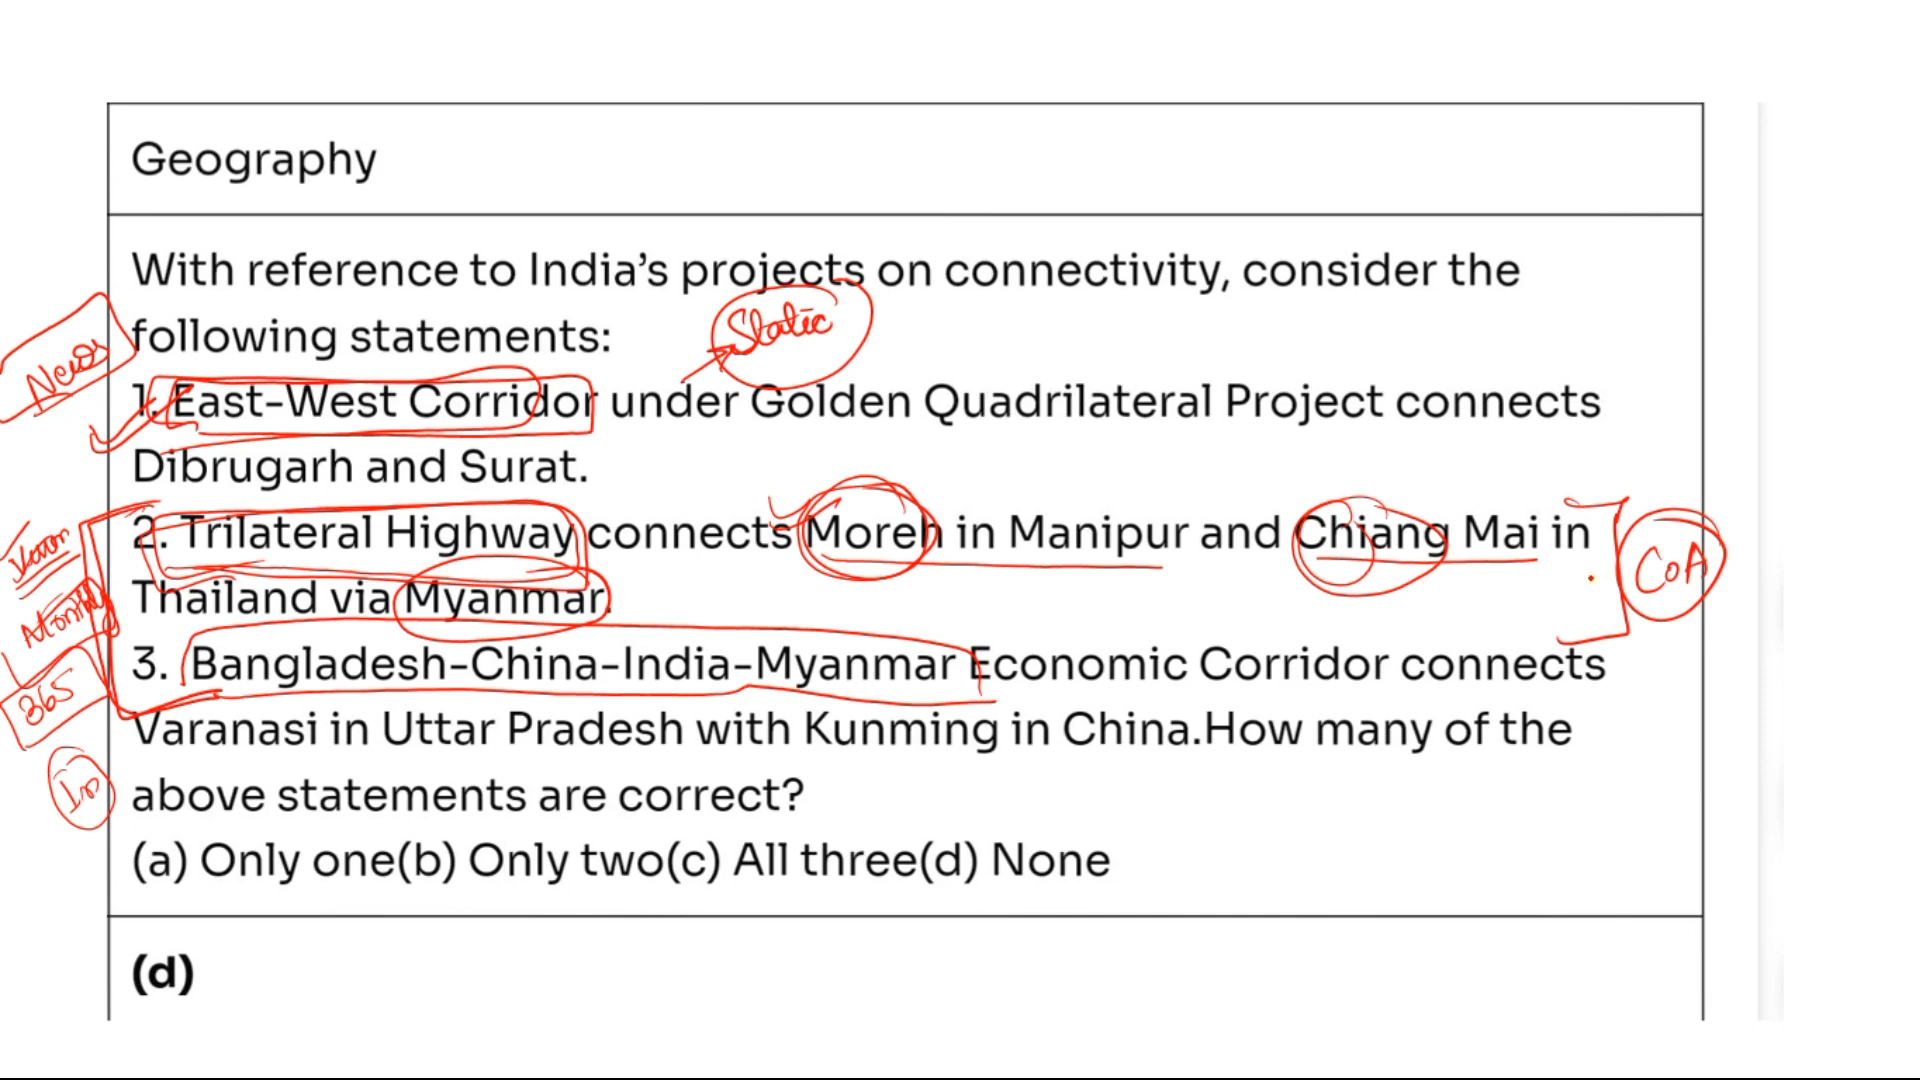 Geography
With reference to India's projects on connectivity, consider the
Static
following statements:
News
1. East-West Corridor under Golden Quadrilateral Project connects
Dibrugarh and Surat.
2. Trilateral Highway connects Moreh in Manipur and Chiang Mai in
CoA
Thailand via Myanmar.
3. Bangladesh-China-India-Myanmar Economic Corridor connects
365
Varanasi in Uttar Pradesh with Kunming in China.How many of the
above statements are correct?
(a) Only one(b) Only two(c) All three(d) None
(d)